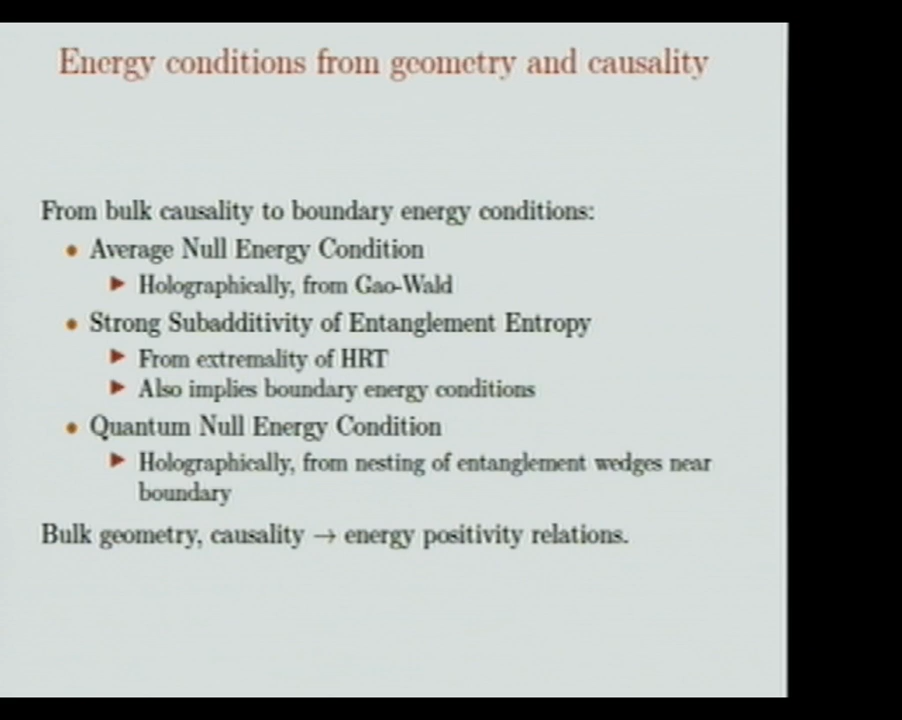 Energy conditions from geometry and causality
From bulk causality to boundary energy conditions:
• Average Null Energy Condition
▶ Holographically, from Gao-Wald
• Strong Subadditivity of Entanglement Entropy
▶ From extremality of HRT
▶ Also implies boundary energy conditions
• Quantum Null Energy Condition
▶ Holographically, from nesting of entanglement wedges near
boundary
Bulk geometry, causality → energy positivity relations.